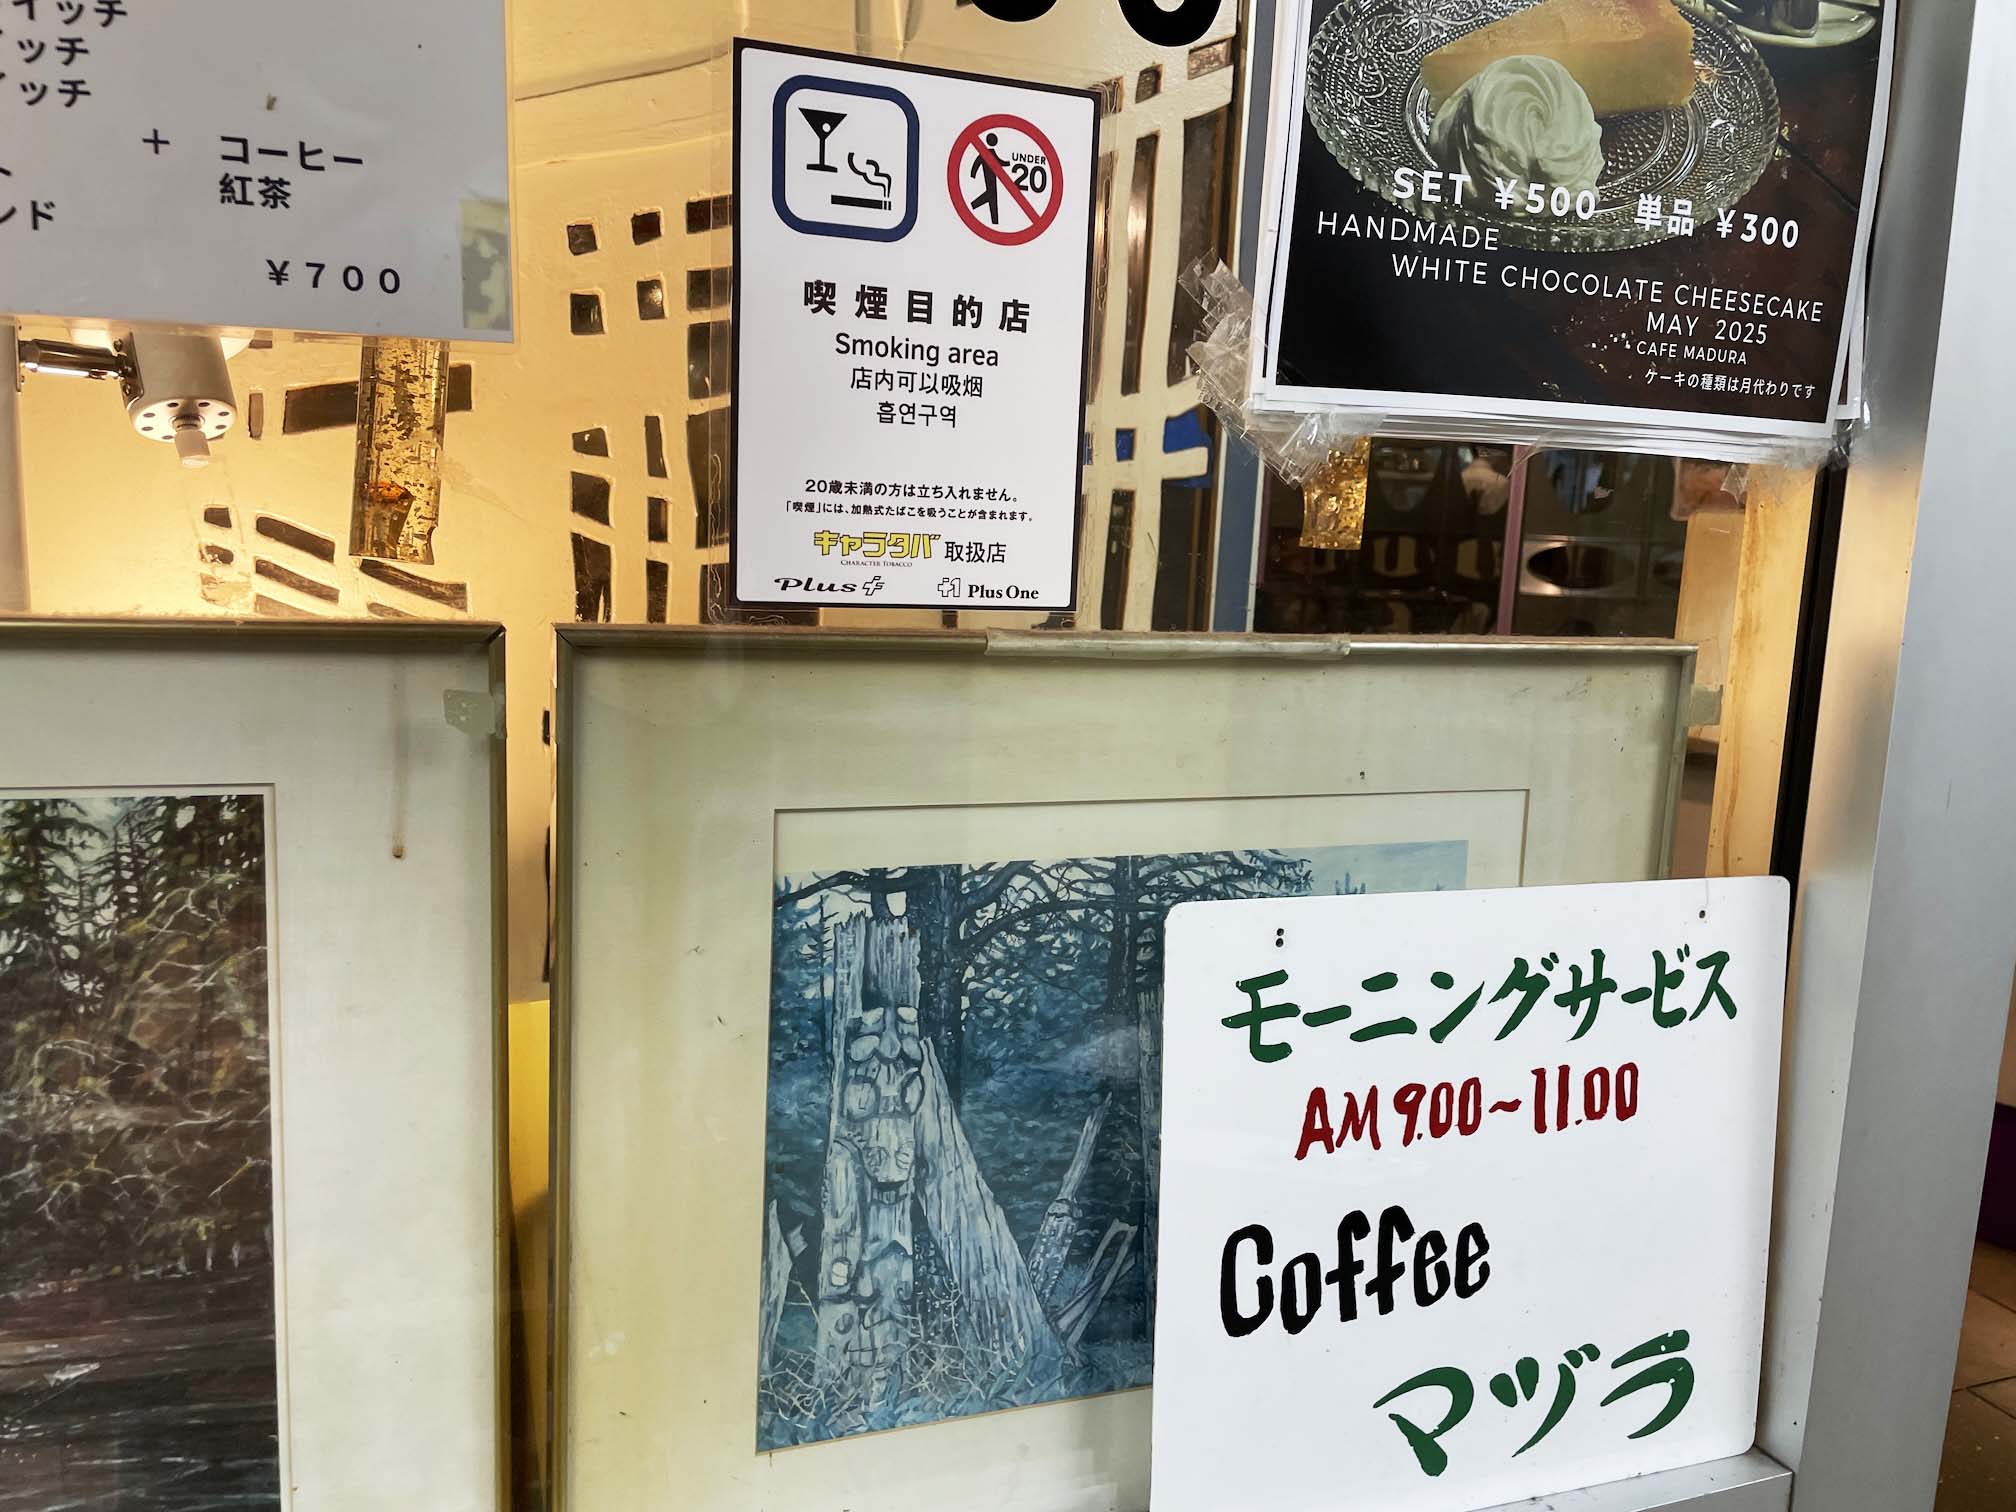 イッチ
イッチ
イッチ
+ コーヒー
紅茶
ンド
¥700
UNDER
20
喫煙目的店
Smoking area
店内可以吸烟
흡연구역
20歳未満の方は立ち入れません。
「喫煙」には、加熱式たばこを吸うことが含まれます。
キャラタバ 取扱店
CHARACTER TOBACCO
Plus
+1 Plus One
SET ¥500 単品 ¥300
HANDMADE
WHITE CHOCOLATE CHEESECAKE
MAY 2025
CAFE MADURA
ケーキの種類は月代わりです
モーニングサービス
AM 9.00~11.00
Coffee
マヅラ